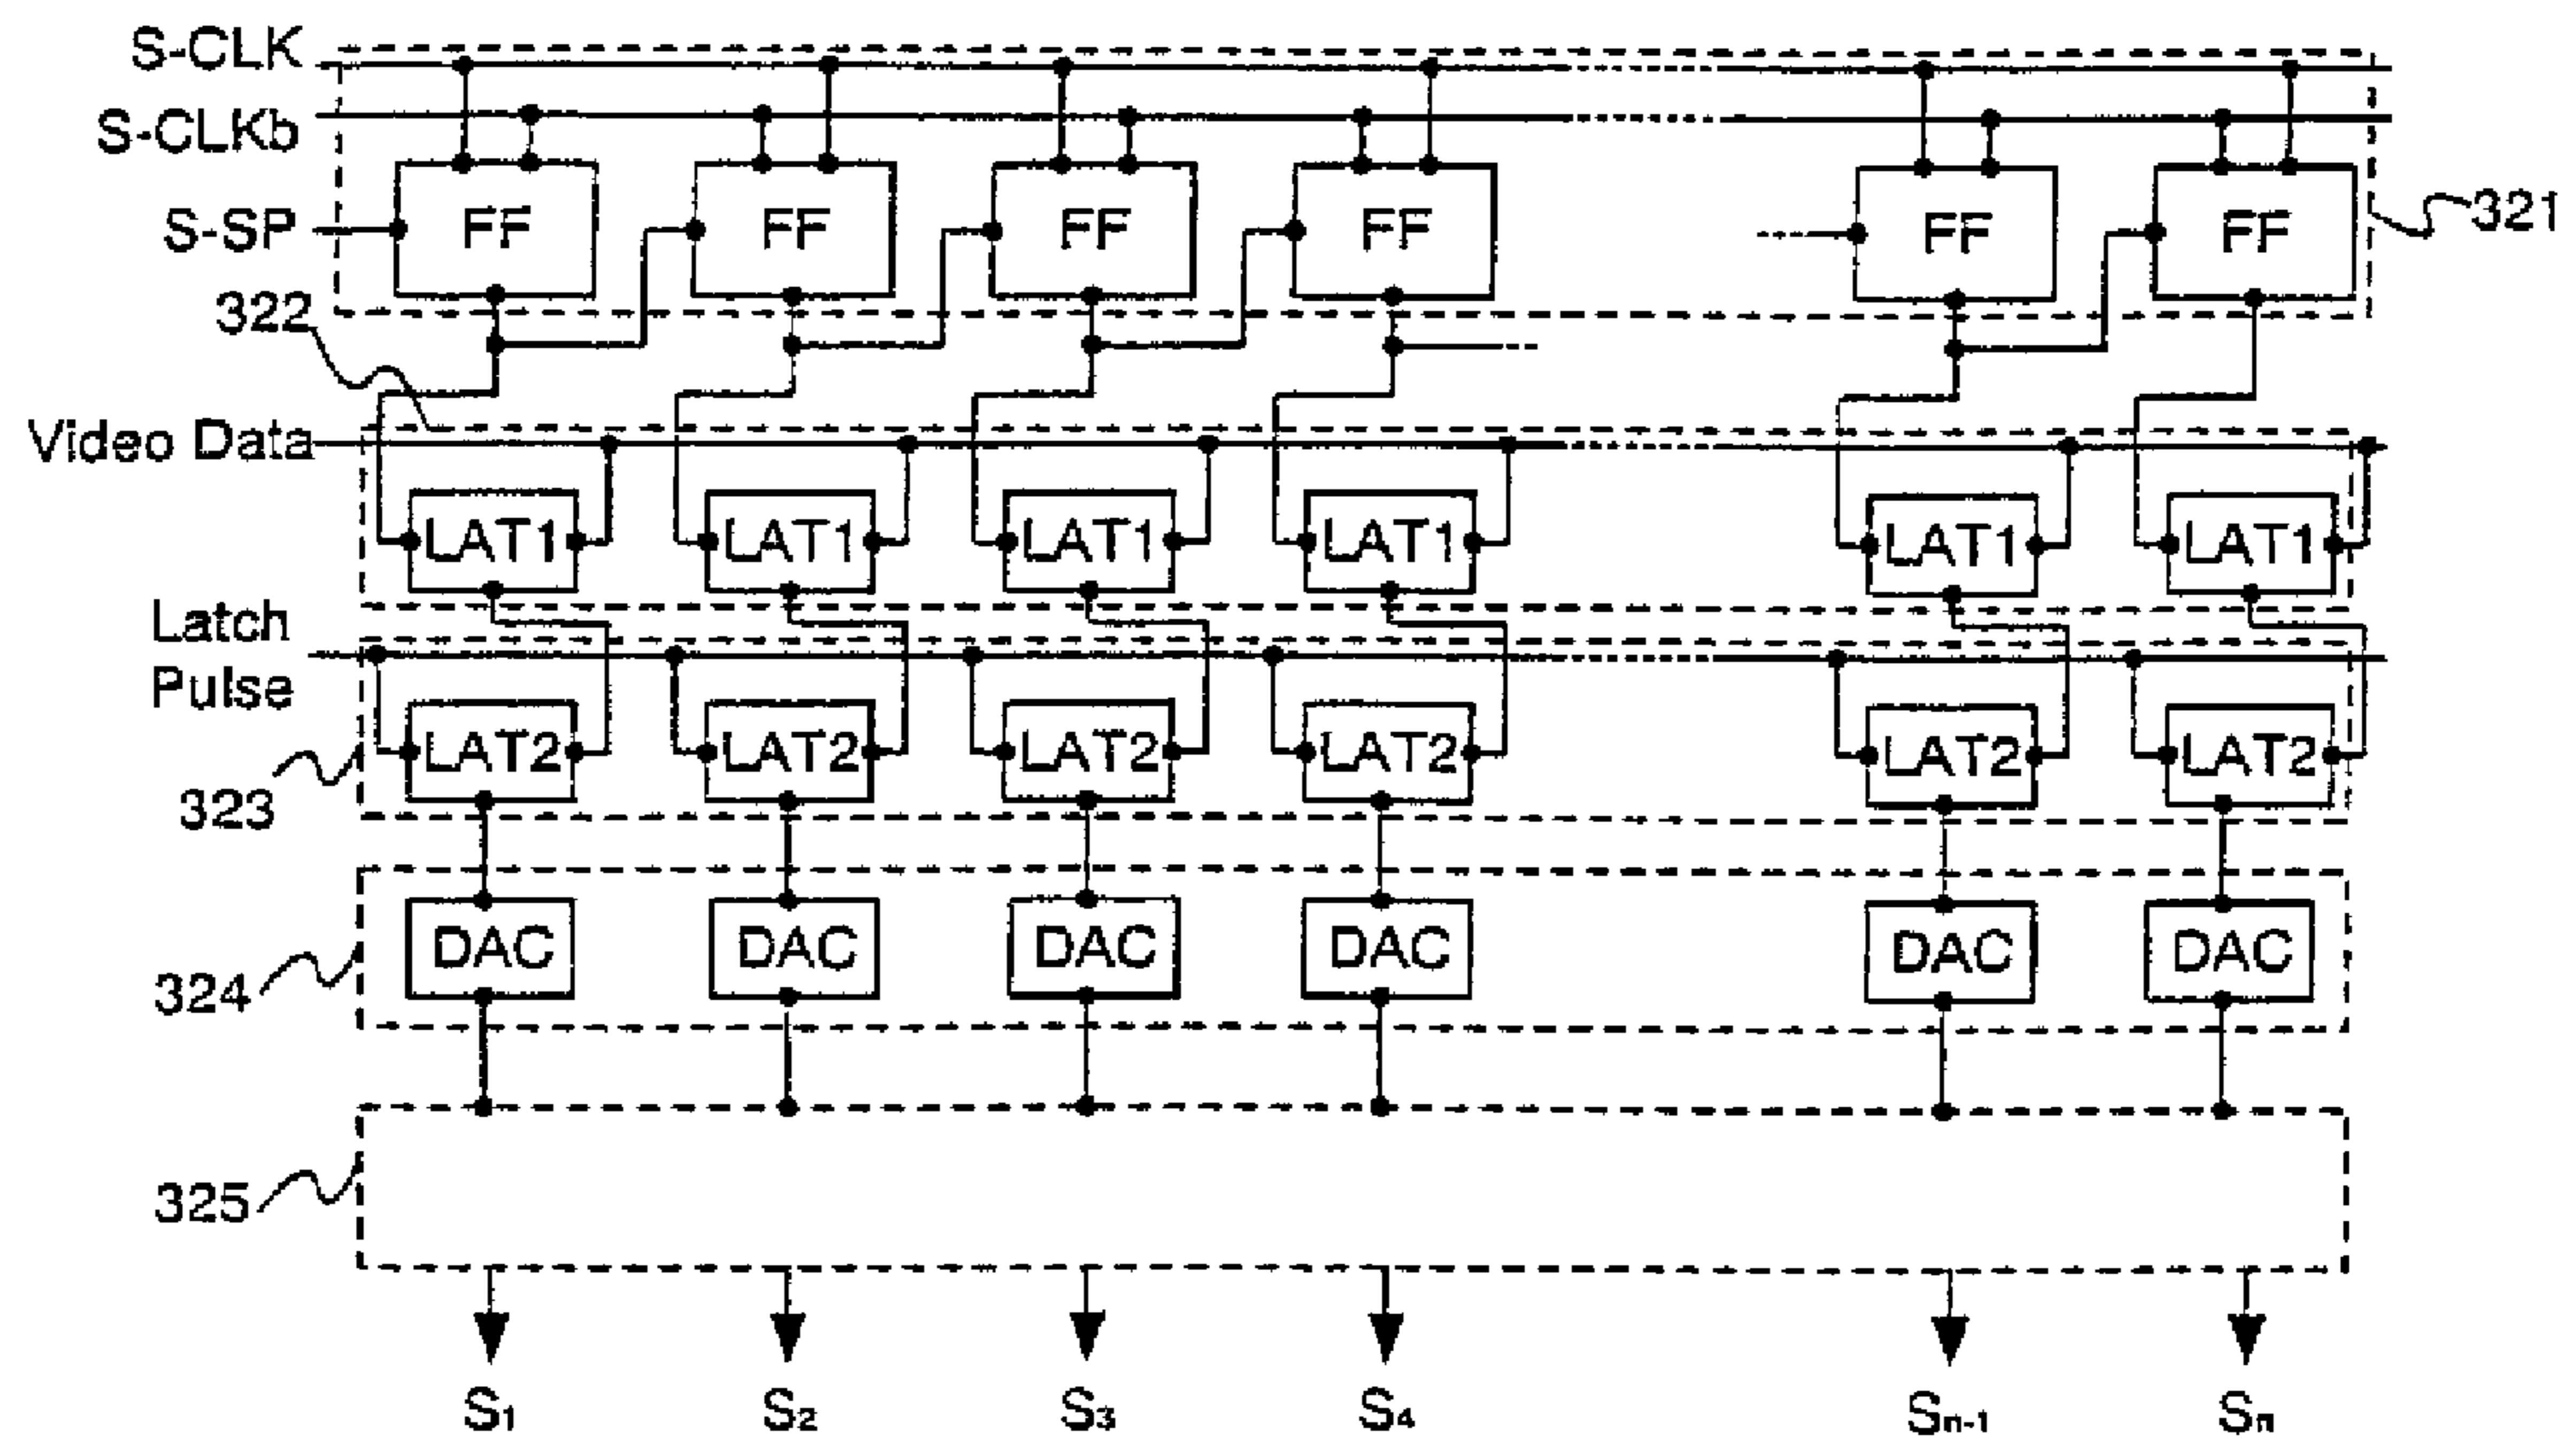 S-CLK
S-CLKb
S-SP
FF FF FF FF FF FF
321
322
Video Data
LAT1 LAT1 LAT1 LAT1 LAT1 LAT1
Latch
Pulse
LAT2 LAT2 LAT2 LAT2 LAT2 LAT2
323
DAC DAC DAC DAC DAC DAC
324
325
S1 S2 S3 S4 Sn-1 Sn